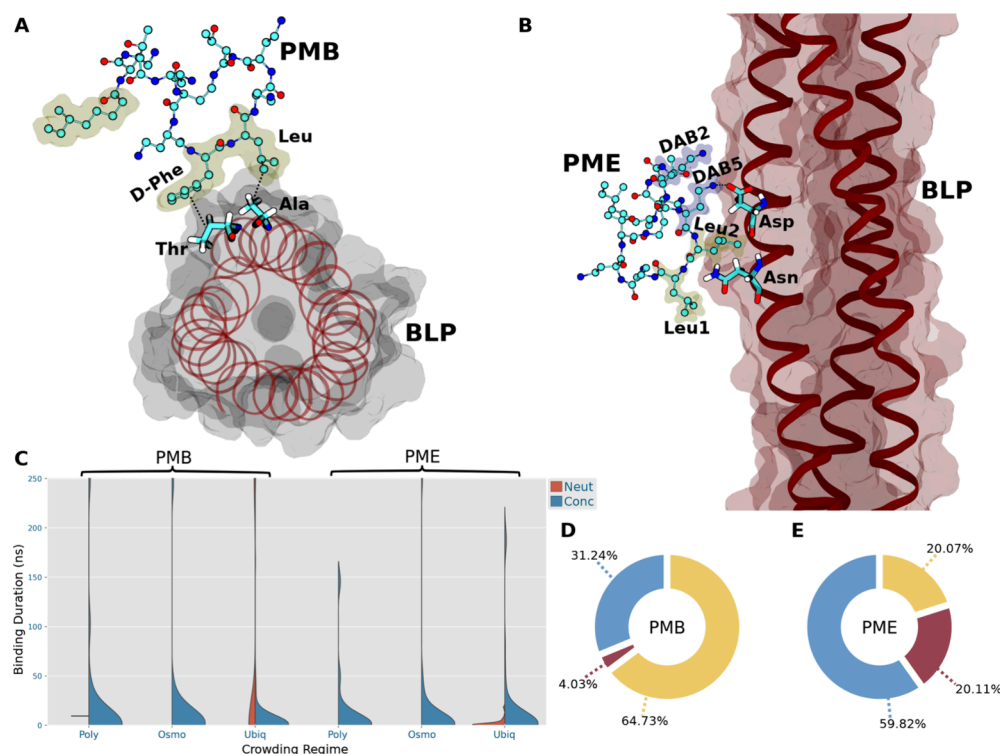 A
PMB
Leu
D-Phe
Ala
Thr
BLP
B
DAB2
PME
DAB5
BLP
Asp
Leu2
Asn
Leu1
C
PMB
PME
Neut
Conc
Binding Duration (ns)
250
200
150
100
50
0
Poly
Osmo
Ubiq
Poly
Osmo
Ubiq
Crowding Regime
D
31.24%
PMB
4.03%
64.73%
E
20.07%
PME
20.11%
59.82%